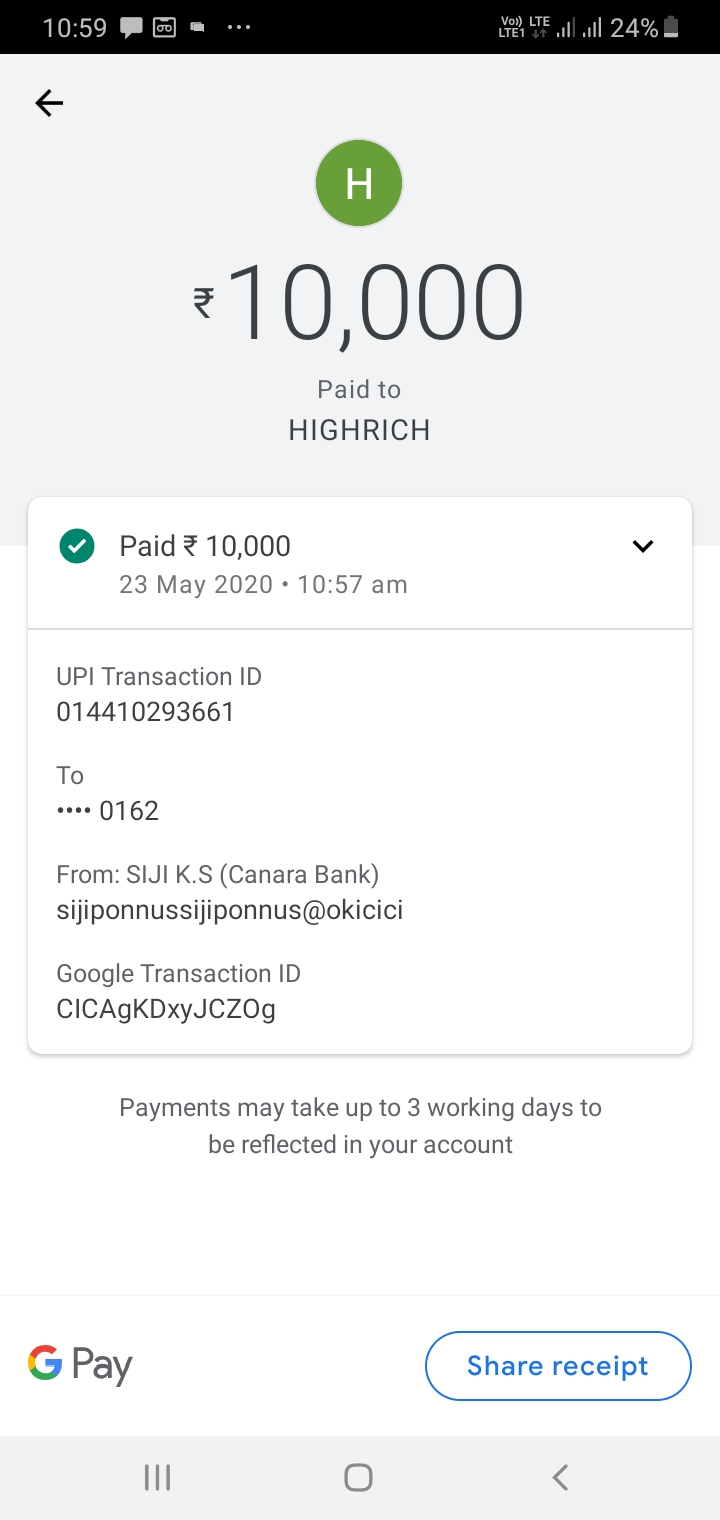 10:59
Vo)) LTE
LTE1
24%
H
₹10,000
Paid to
HIGHRICH
Paid ₹ 10,000
23 May 2020 • 10:57 am
UPI Transaction ID
014410293661
To
•••• 0162
From: SIJI K.S (Canara Bank)
sijiponnussijiponnus@okicici
Google Transaction ID
CICAgKDxyJCZOg
Payments may take up to 3 working days to
be reflected in your account
G Pay
Share receipt